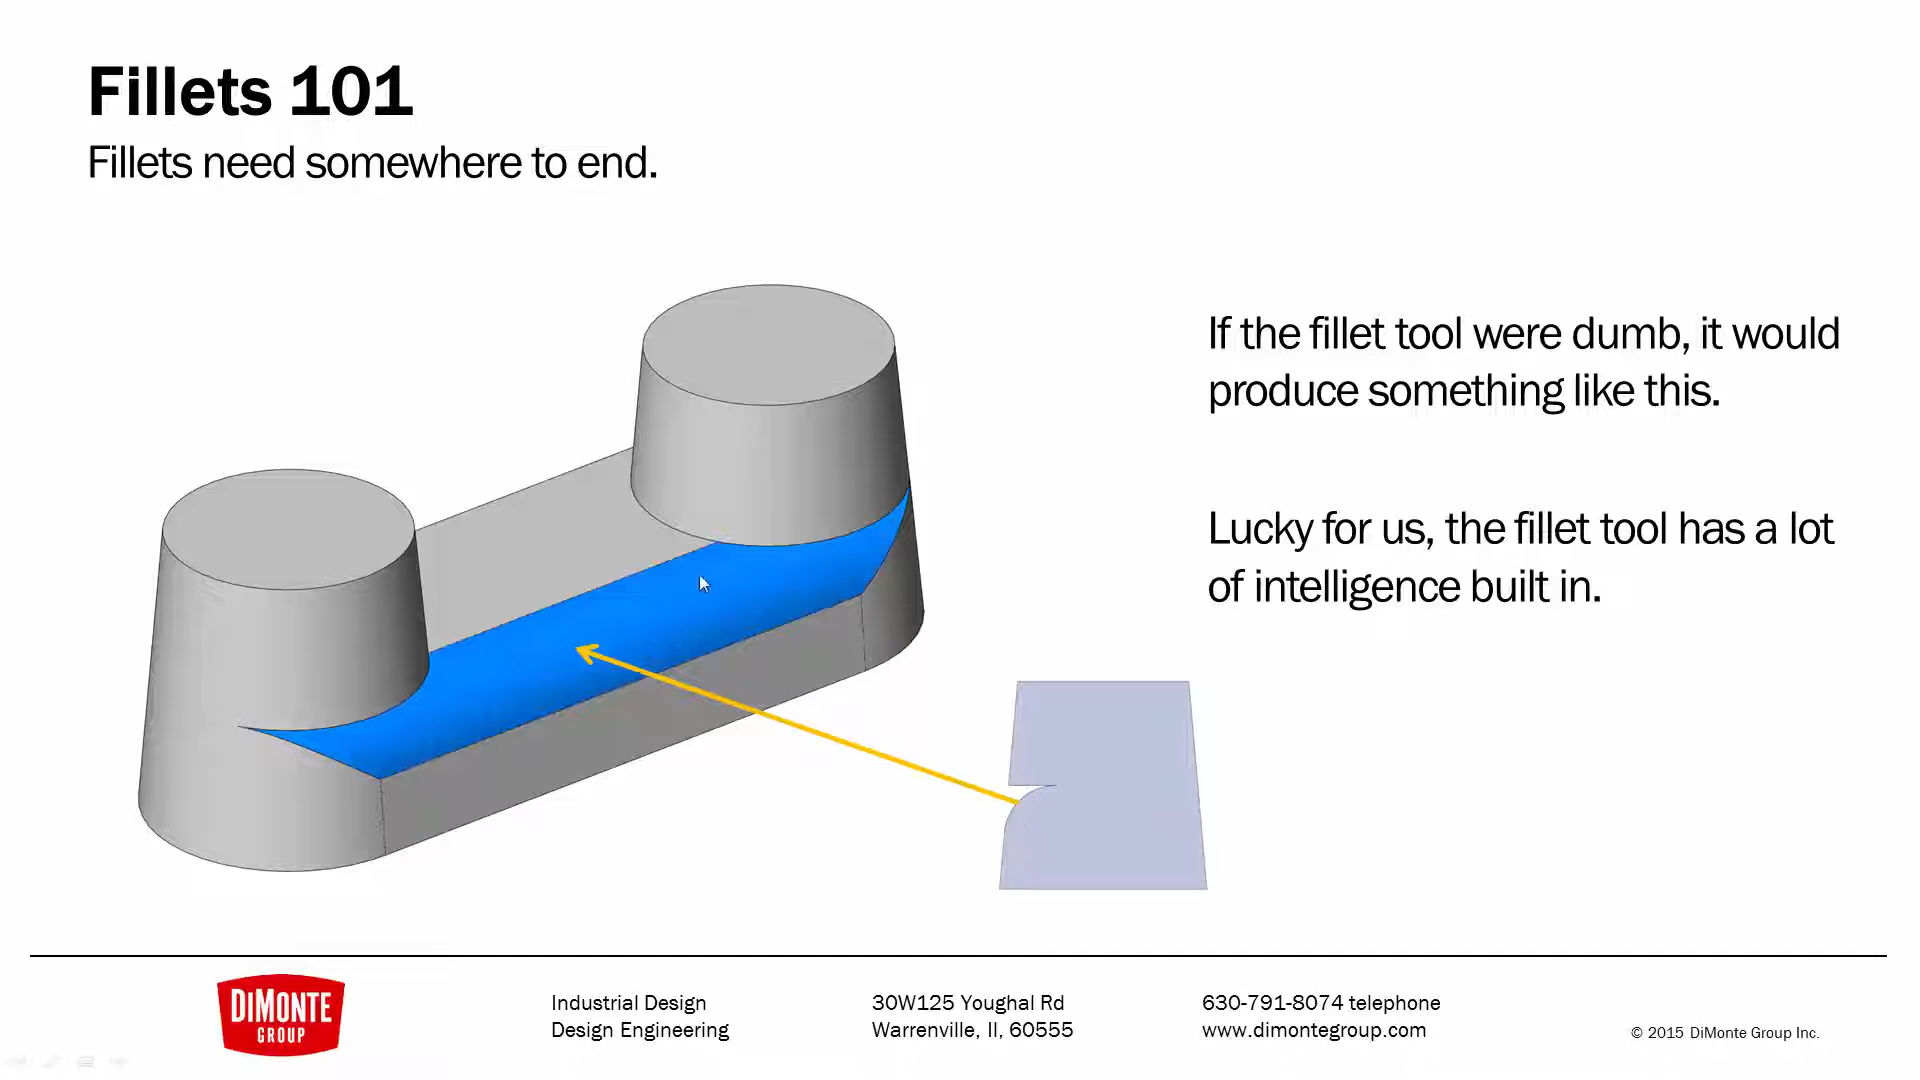 Fillets 101
Fillets need somewhere to end.
If the fillet tool were dumb, it would
produce something like this.
Lucky for us, the fillet tool has a lot
of intelligence built in.
DIMONTE
GROUP
Industrial Design
Design Engineering
30W125 Youghal Rd
Warrenville, Il, 60555
630-791-8074 telephone
www.dimontegroup.com
© 2015 DiMonte Group Inc.